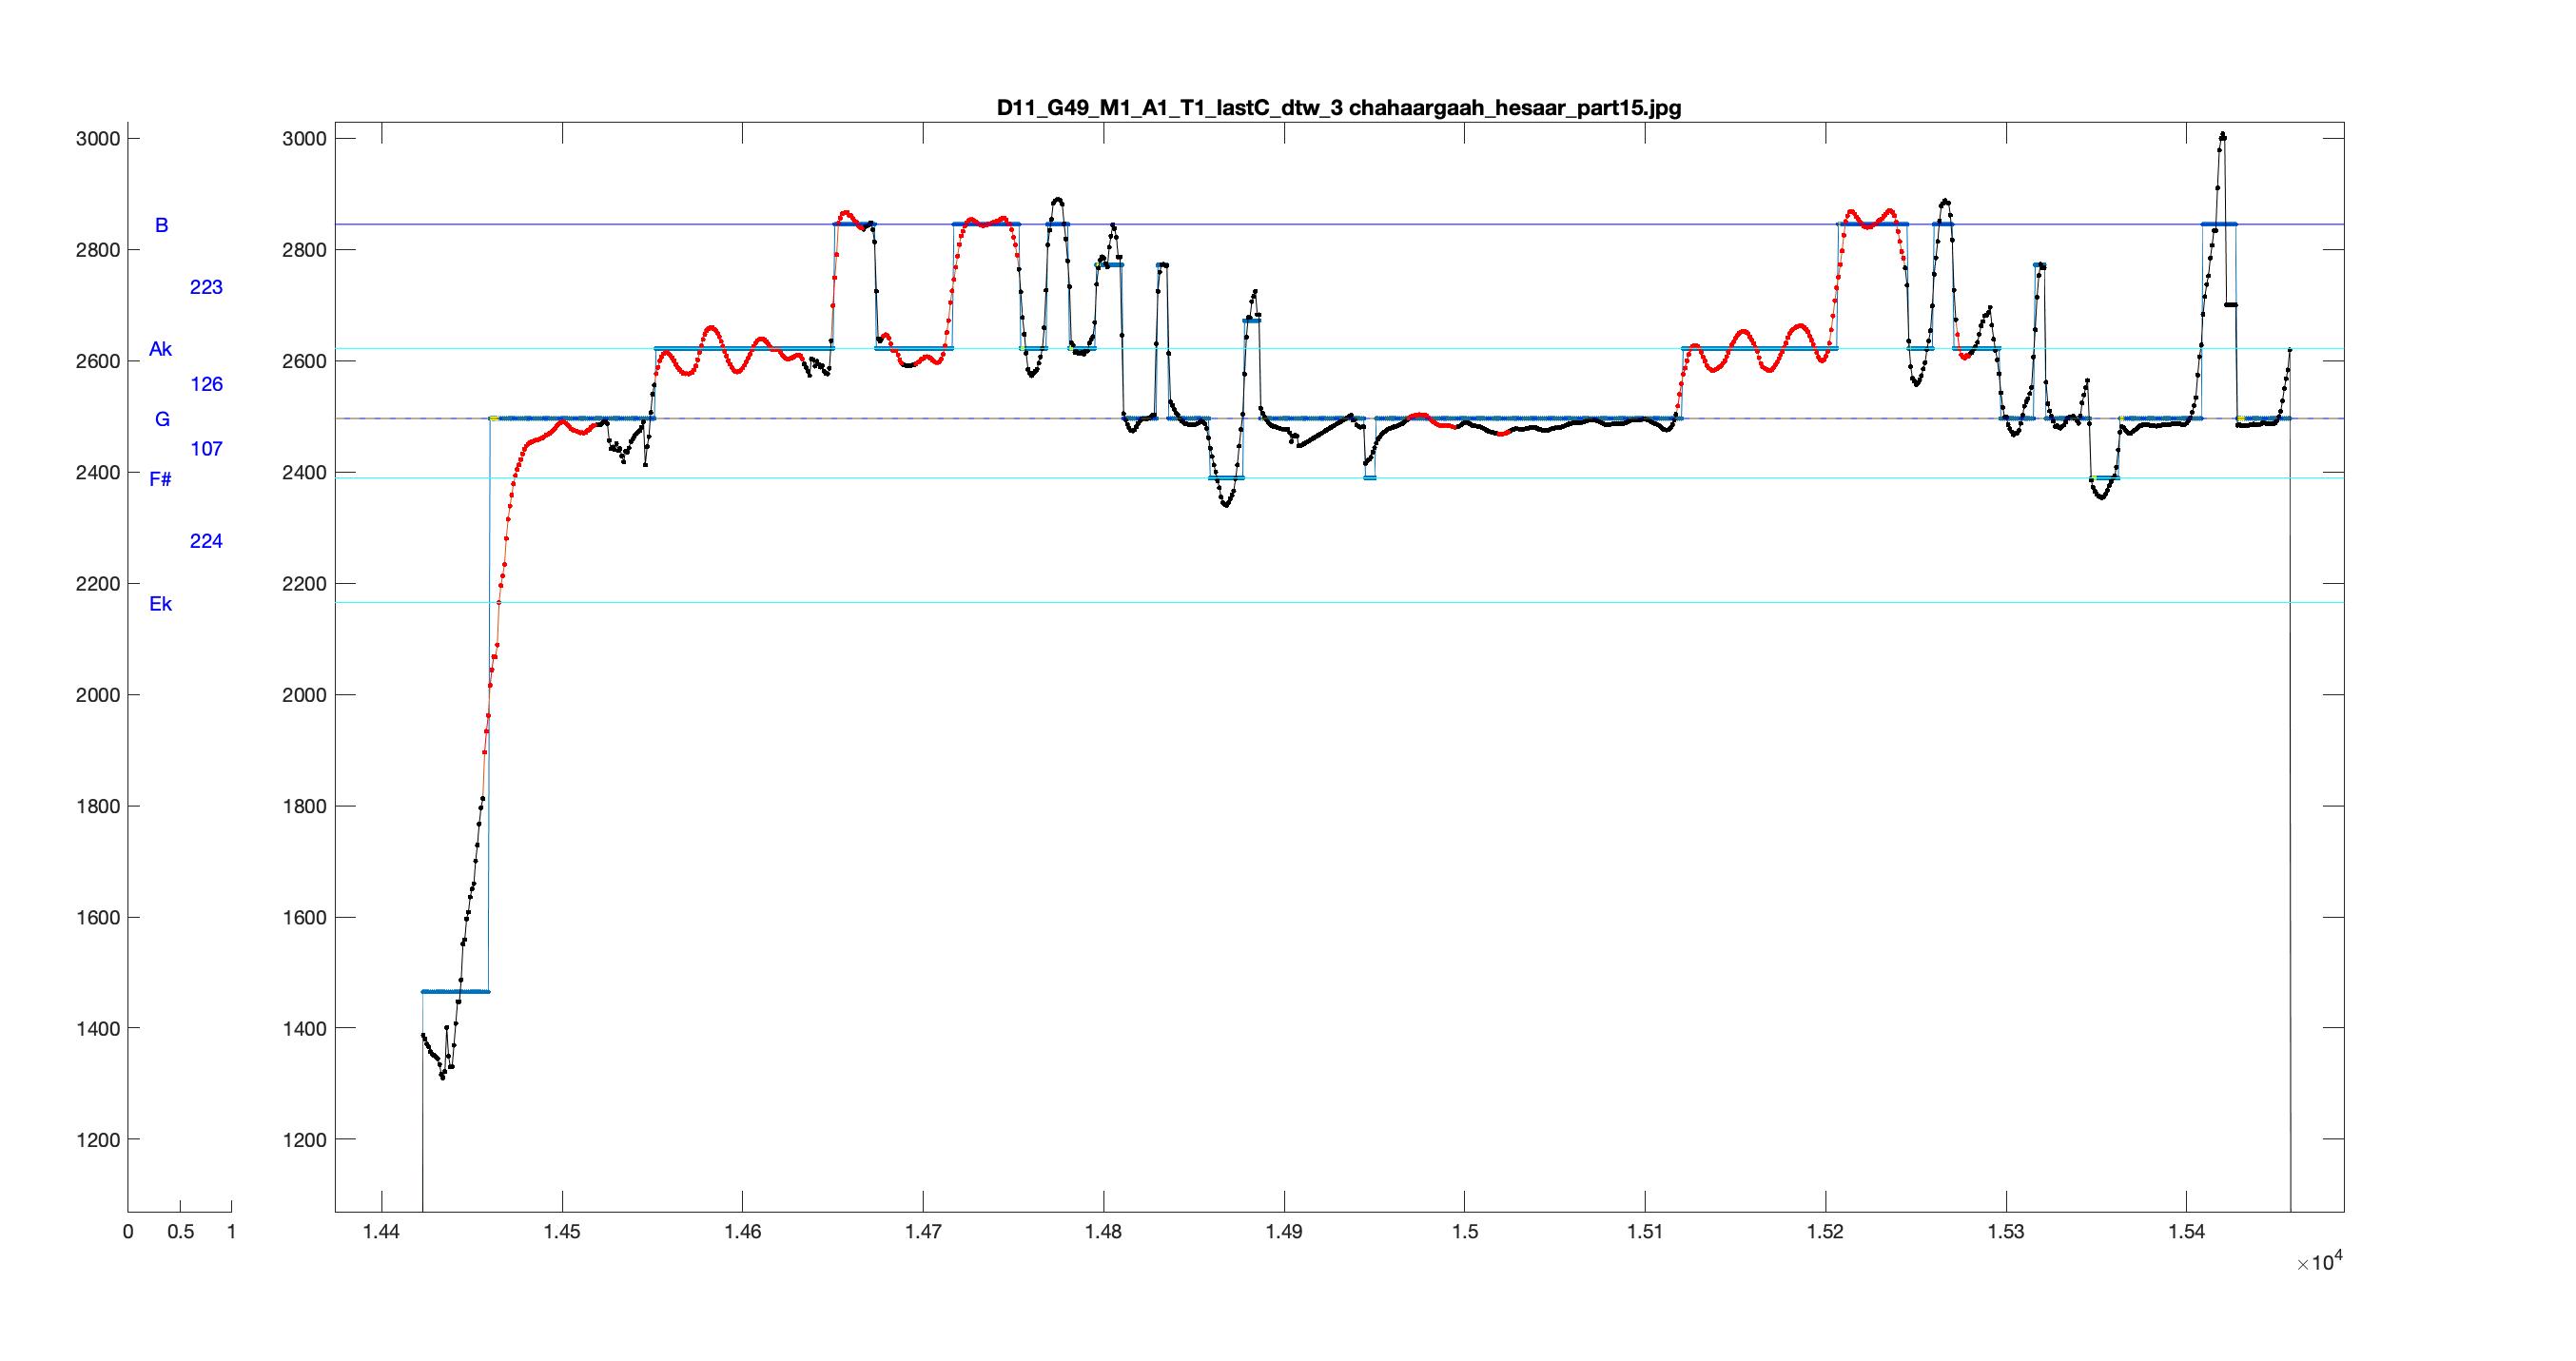 D11_G49_M1_A1_T1_lastC_dtw_3 chahaargaah_hesaar_part15.jpg
3000 3000
B
2800 2800
223
Ak
2600 2600
126
G
107
2400 2400
F#
224
2200 2200
Ek
2000 2000
1800 1800
1600 1600
1400 1400
1200 1200
0 0.5 1 1.44 1.45 1.46 1.47 1.48 1.49 1.5 1.51 1.52 1.53 1.54
×10⁴